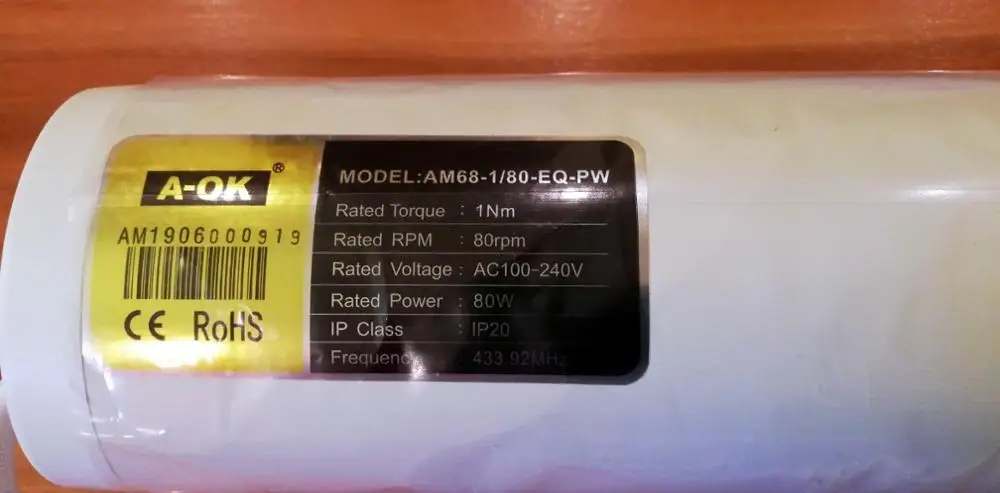 A-OK®
AM1906000919
CE RoHS
MODEL:AM68-1/80-EQ-PW
Rated Torque : 1Nm
Rated RPM : 80rpm
Rated Voltage : AC100-240V
Rated Power : 80W
IP Class : IP20
Frequency : 433.92MHz